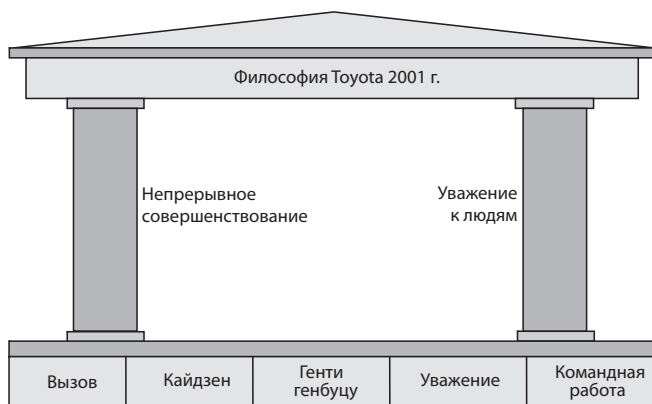 Философия Toyota 2001 г.
Непрерывное
совершенствование
Уважение
к людям
Вызов
Кайдзен
Генти
генбуцу
Уважение
Командная
работа